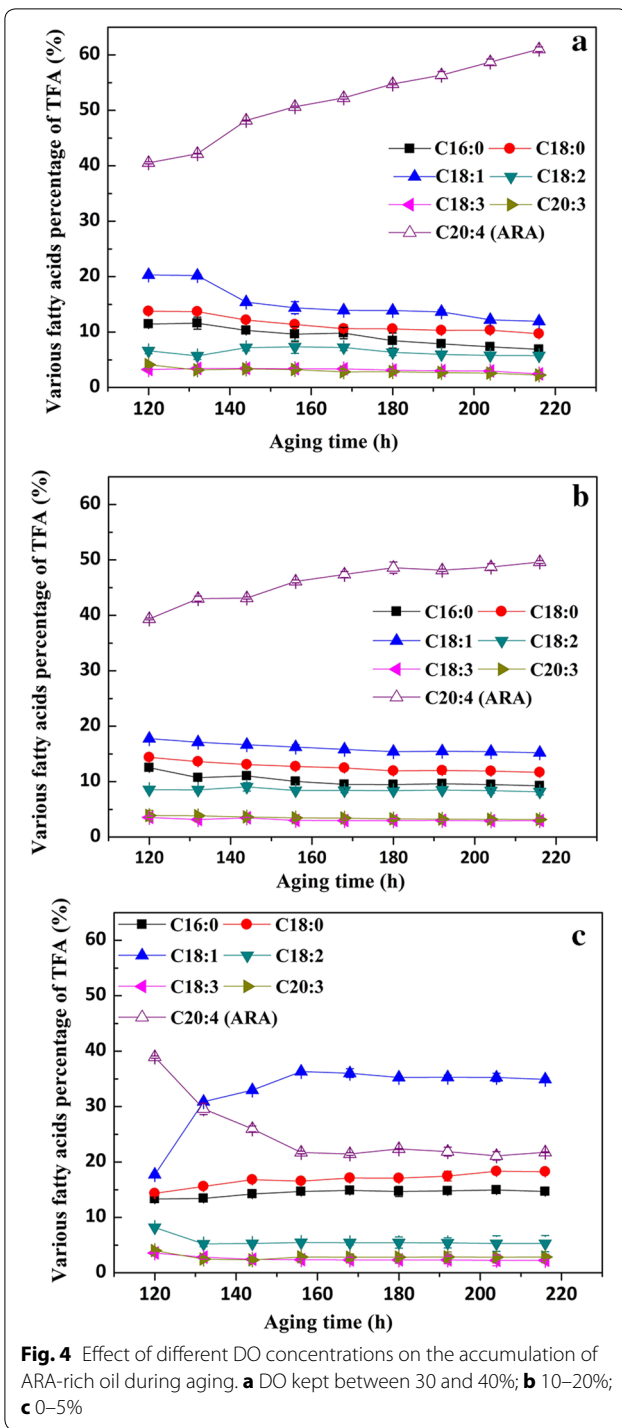 a
Various fatty acids percentage of TFA (%)
60
50
40
30
20
10
0
C16:0 C18:0
C18:1 C18:2
C18:3 C20:3
C20:4 (ARA)
120 140 160 180 200 220
Aging time (h)
b
Various fatty acids percentage of TFA (%)
60
50
40
30
20
10
0
C16:0 C18:0
C18:1 C18:2
C18:3 C20:3
C20:4 (ARA)
120 140 160 180 200 220
Aging time (h)
c
Various fatty acids percentage of TFA (%)
60
50
40
30
20
10
0
C16:0 C18:0
C18:1 C18:2
C18:3 C20:3
C20:4 (ARA)
120 140 160 180 200 220
Aging time (h)
Fig. 4 Effect of different DO concentrations on the accumulation of
ARA-rich oil during aging. a DO kept between 30 and 40%; b 10–20%;
c 0–5%